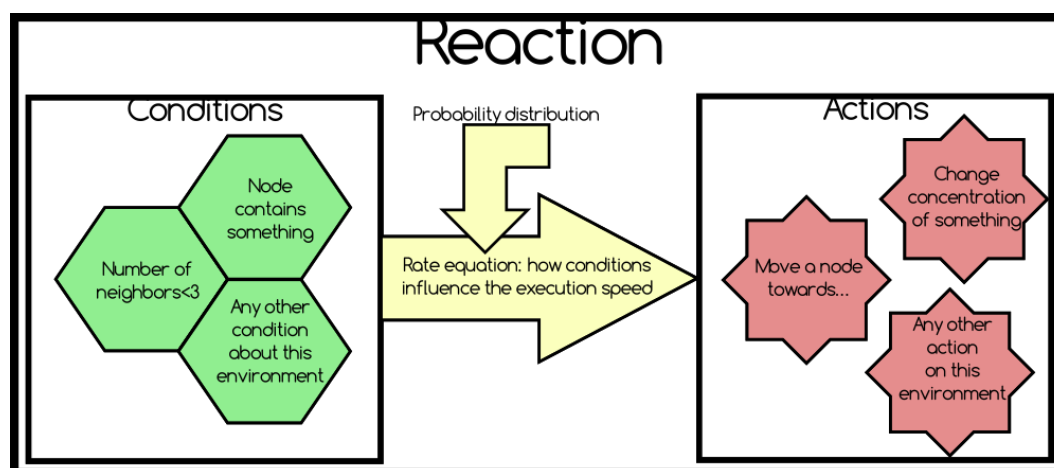 Reaction
Conditions
Probability distribution
Actions
Node
contains
something
Number of
neighbors<3
Any other
condition
about this
environment
Rate equation: how conditions
influence the execution speed
Change
concentration
of something
Move a node
towards...
Any other
action
on this
environment